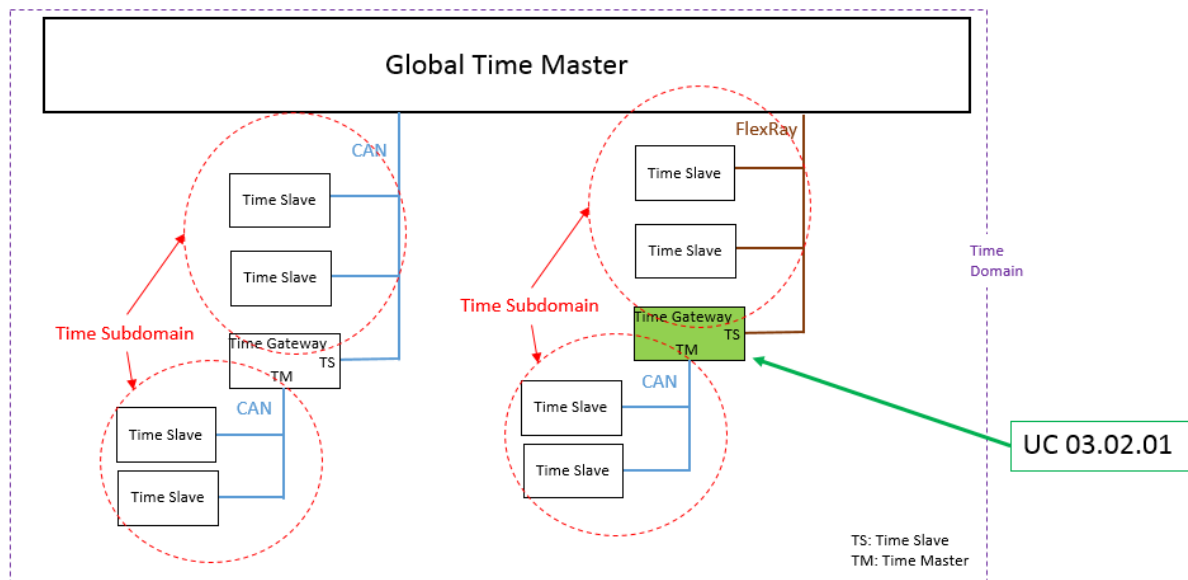 Global Time Master
CAN
FlexRay
Time Slave
Time Slave
Time Slave
Time Slave
Time
Domain
Time Subdomain
Time Subdomain
Time Gateway
TS
TM
Time Gateway
TS
TM
CAN
CAN
Time Slave
Time Slave
Time Slave
Time Slave
UC 03.02.01
TS: Time Slave
TM: Time Master